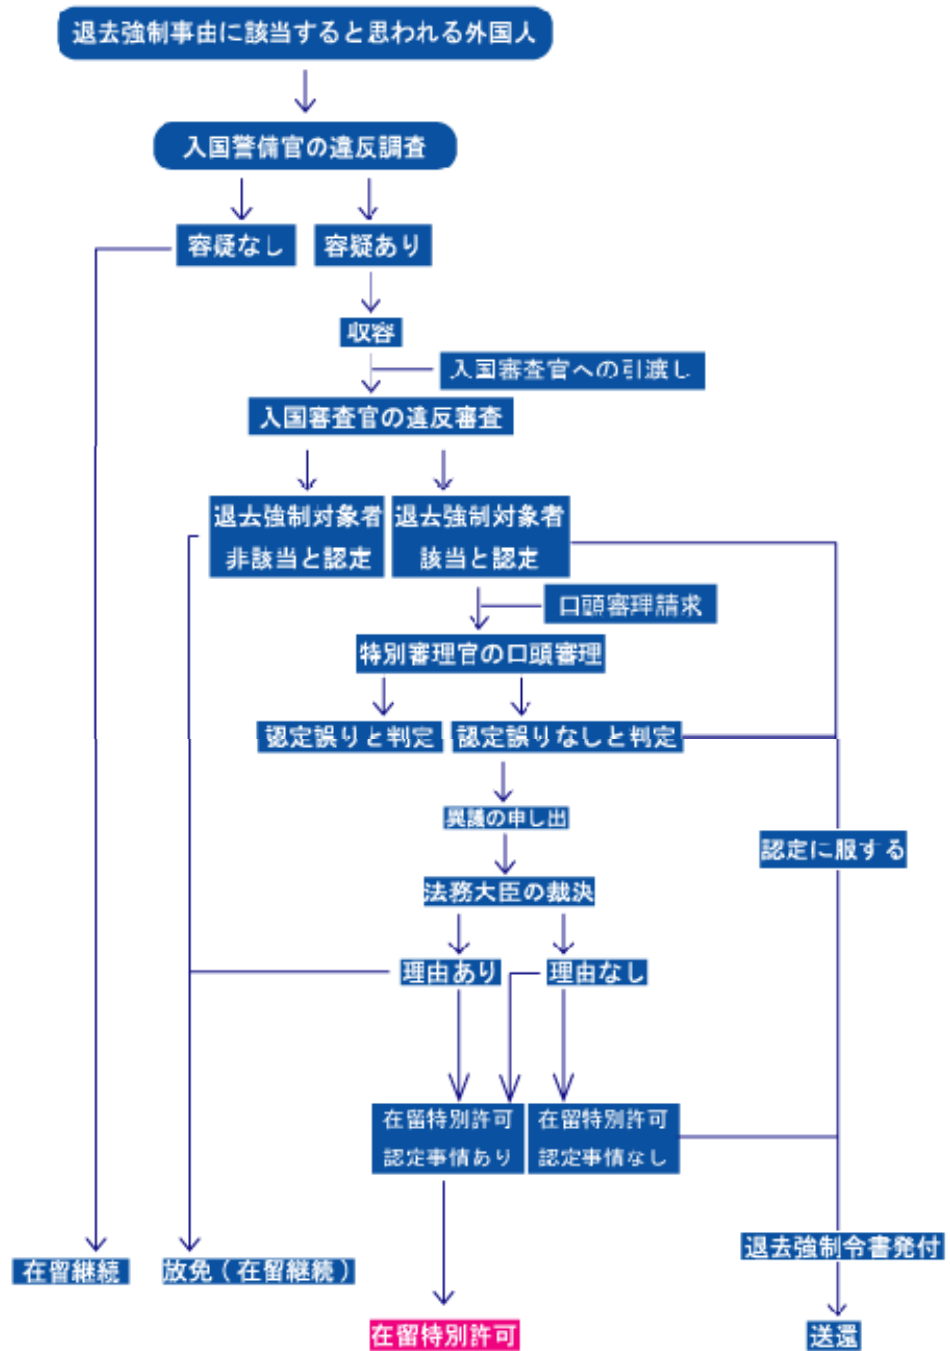 退去強制事由に該当すると思われる外国人
入国警備官の違反調査
容疑なし
容疑あり
収容
入国審査官への引渡し
入国審査官の違反審査
退去強制対象者
非該当と認定
退去強制対象者
該当と認定
口頭審理請求
特別審理官の口頭審理
認定誤りと判定
認定誤りなしと判定
異議の申し出
認定に服する
法務大臣の裁決
理由あり
理由なし
在留特別許可
認定事情あり
在留特別許可
認定事情なし
退去強制令書発付
在留継続
放免(在留継続)
在留特別許可
送還